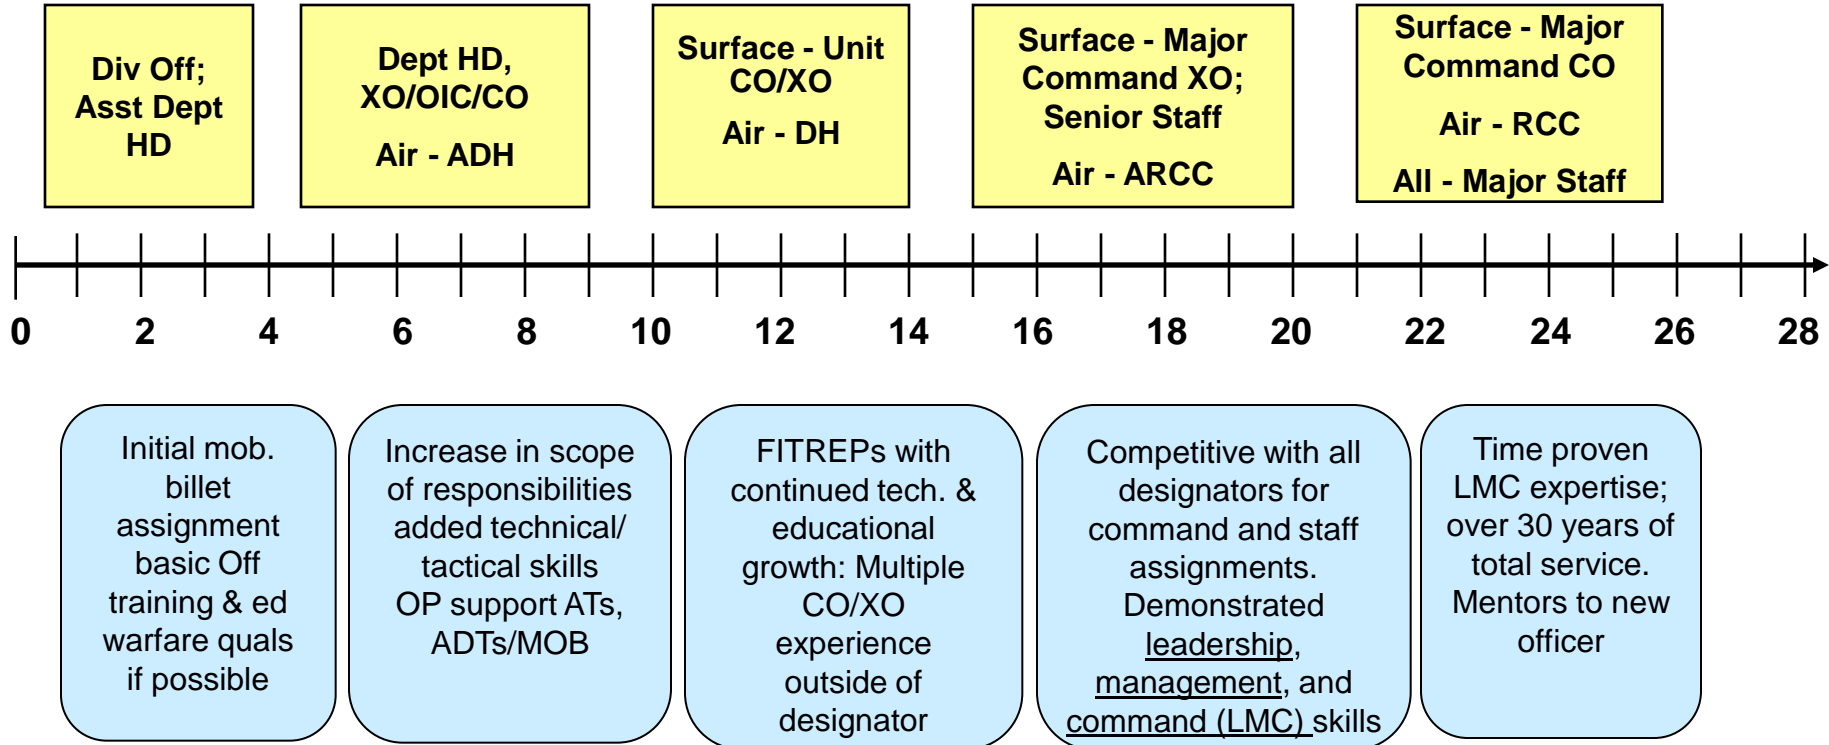 Div Off;
Asst Dept
HD
Dept HD,
XO/OIC/CO
Air - ADH
Surface - Unit
CO/XO
Air - DH
Surface - Major
Command XO;
Senior Staff
Air - ARCC
Surface - Major
Command CO
Air - RCC
All - Major Staff
0 2 4 6 8 10 12 14 16 18 20 22 24 26 28
Initial mob.
billet
assignment
basic Off
training & ed
warfare quals
if possible
Increase in scope
of responsibilities
added technical/
tactical skills
OP support ATs,
ADTs/MOB
FITREPs with
continued tech. &
educational
growth: Multiple
CO/XO
experience
outside of
designator
Competitive with all
designators for
command and staff
assignments.
Demonstrated
leadership,
management, and
command (LMC) skills
Time proven
LMC expertise;
over 30 years of
total service.
Mentors to new
officer